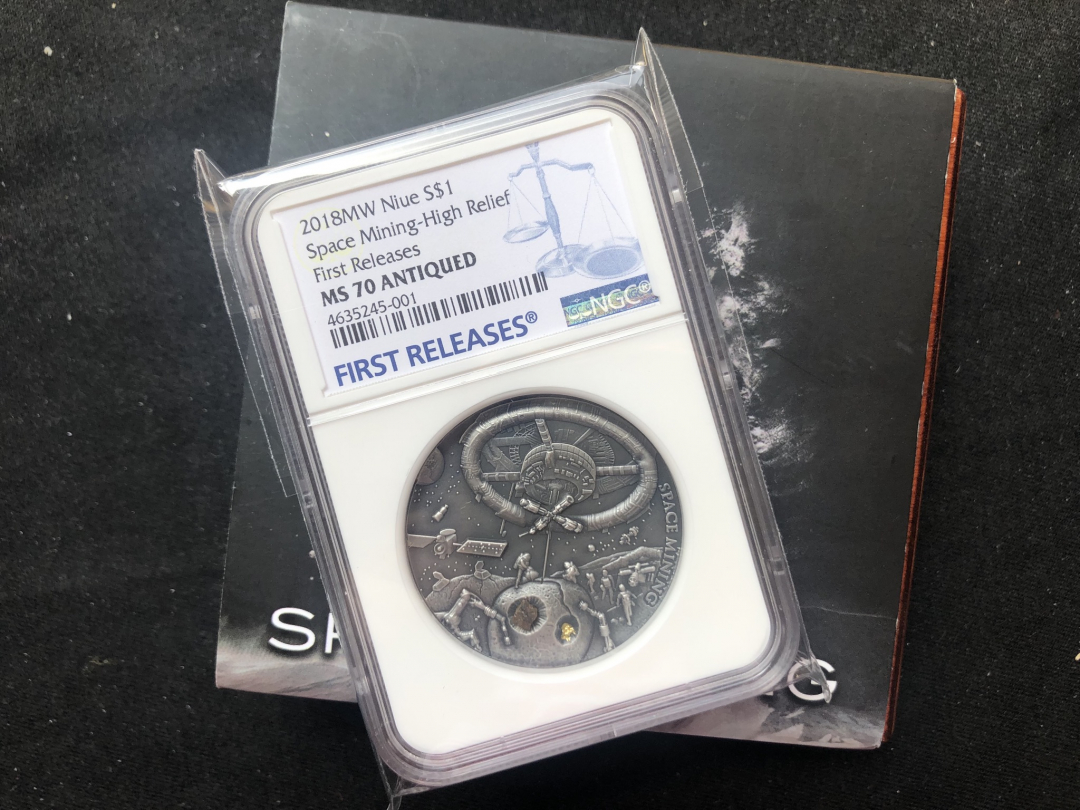 2018MW Niue S$1
Space Mining-High Relief
First Releases
MS 70 ANTIQUED
4635245-001
FIRST RELEASES®
NGC NGC®
SPACE MINING
S
G